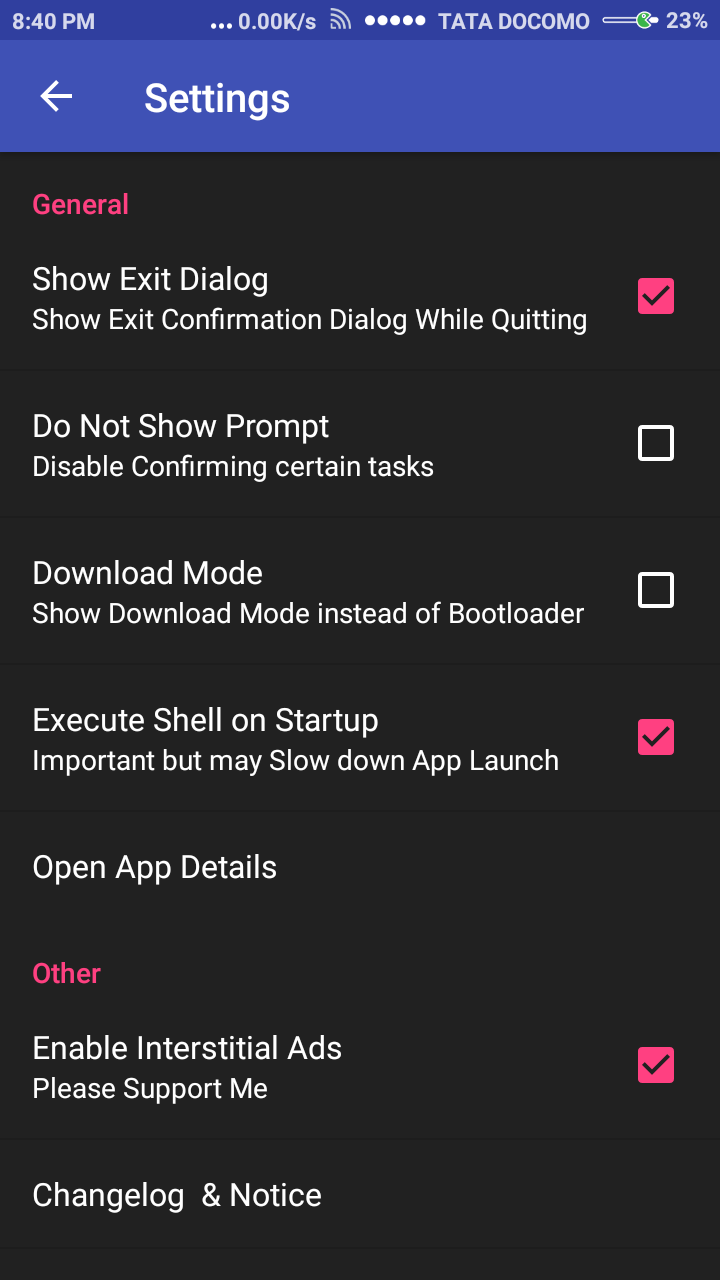 8:40 PM ... 0.00K/s TATA DOCOMO 23%
Settings
General
Show Exit Dialog
Show Exit Confirmation Dialog While Quitting
Do Not Show Prompt
Disable Confirming certain tasks
Download Mode
Show Download Mode instead of Bootloader
Execute Shell on Startup
Important but may Slow down App Launch
Open App Details
Other
Enable Interstitial Ads
Please Support Me
Changelog  & Notice